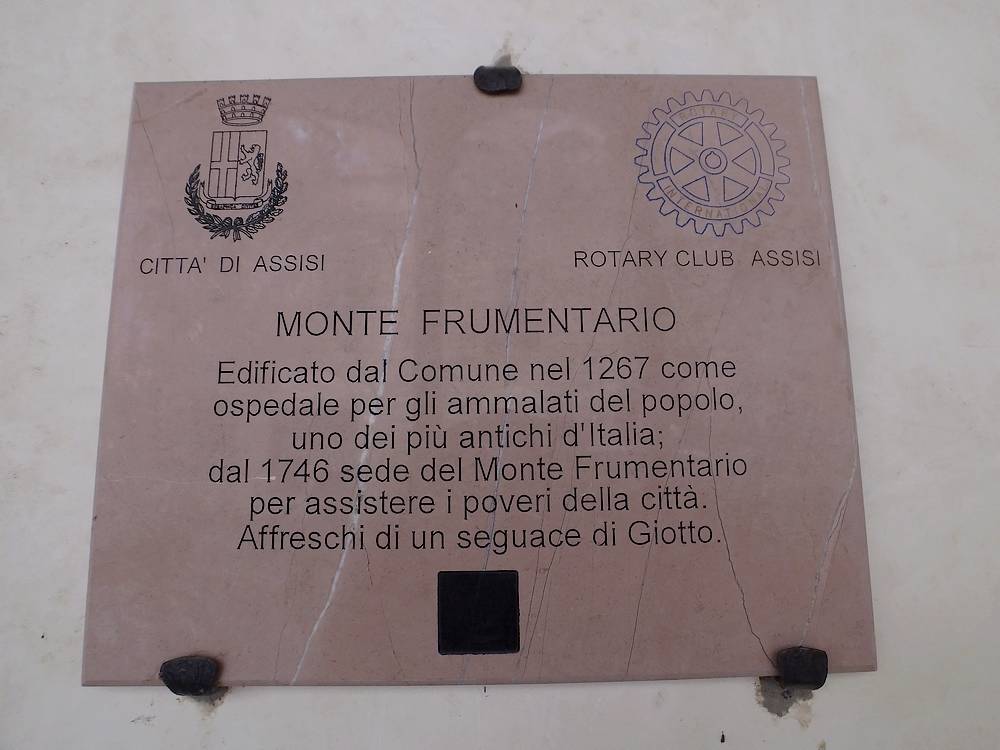 CITTA' DI ASSISI
ROTARY
INTERNATIONAL
ROTARY CLUB ASSISI
MONTE FRUMENTARIO
Edificato dal Comune nel 1267 come
ospedale per gli ammalati del popolo,
uno dei più antichi d'Italia;
dal 1746 sede del Monte Frumentario
per assistere i poveri della città.
Affreschi di un seguace di Giotto.